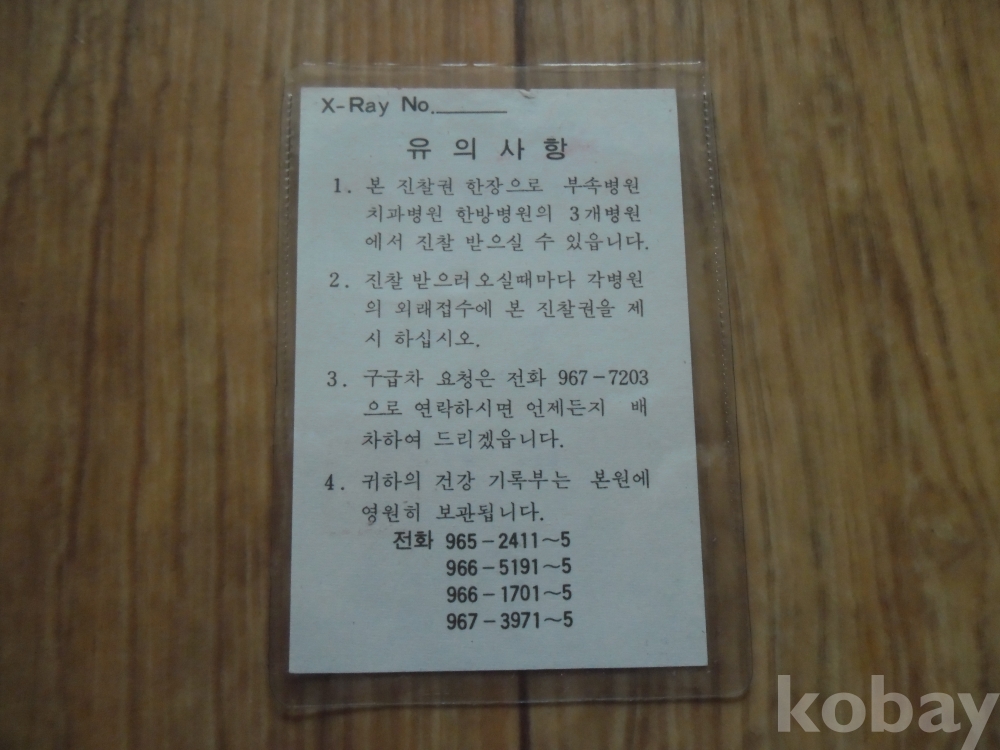 X-Ray No.______
유 의 사 항
1. 본 진찰권 한장으로 부속병원
치과병원 한방병원의 3개병원
에서 진찰 받으실 수 있읍니다.
2. 진찰 받으러오실때마다 각병원
의 외래접수에 본 진찰권을 제
시 하십시오.
3. 구급차 요청은 전화 967-7203
으로 연락하시면 언제든지 배
차하여 드리겠읍니다.
4. 귀하의 건강 기록부는 본원에
영원히 보관됩니다.
전화 965-2411~5
966-5191~5
966-1701~5
967-3971~5
kobay